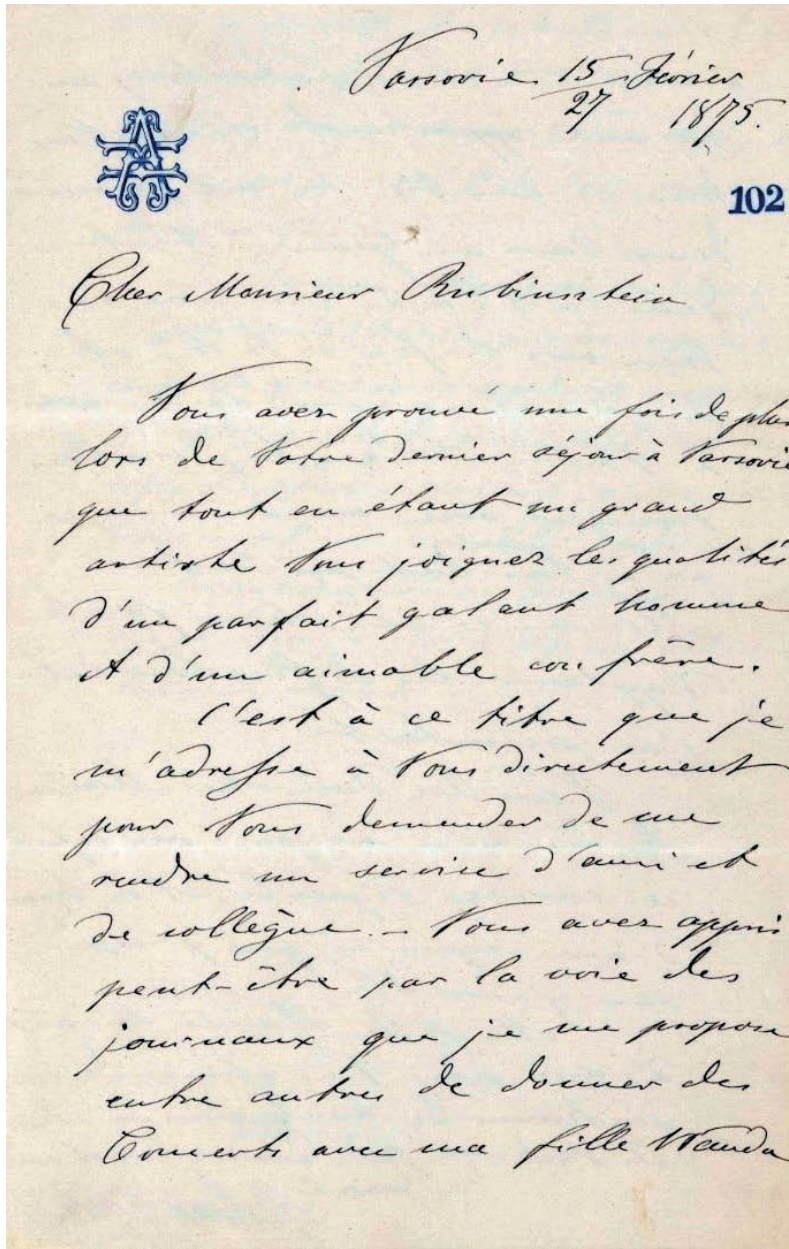 Varsovie 15/27 Février
1875.
102
Cher Monsieur Rubinstein
Vous avez prouvé une fois de plus
lors de Votre dernier séjour à Varsovie
que tout en étant un grand
artiste Vous joignez les qualités
d'un parfait galant homme
et d'un aimable confrère.
C'est à ce titre que je
m'adresse à Vous directement
pour Vous demander de me
rendre un service d'ami et
de collègue. – Vous avez appris
peut-être par la voie des
journaux que je me propose
entre autres de donner des
Concerts avec ma fille Wanda